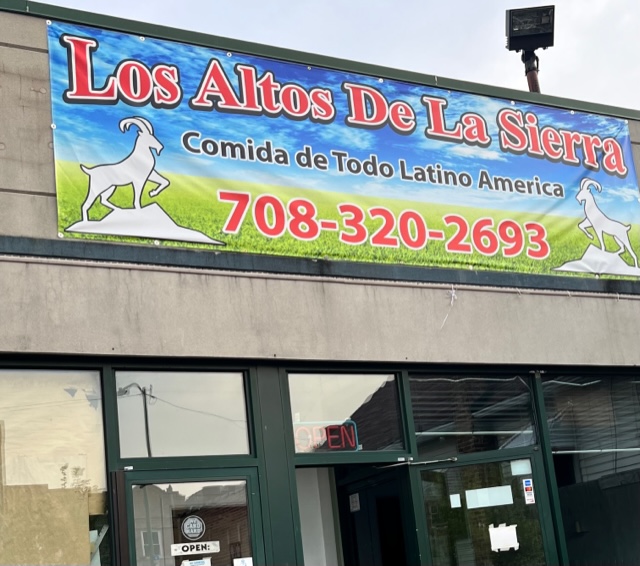 Los Altos De La Sierra
Comida de Todo Latino America
708-320-2693
OPEN
OPEN: